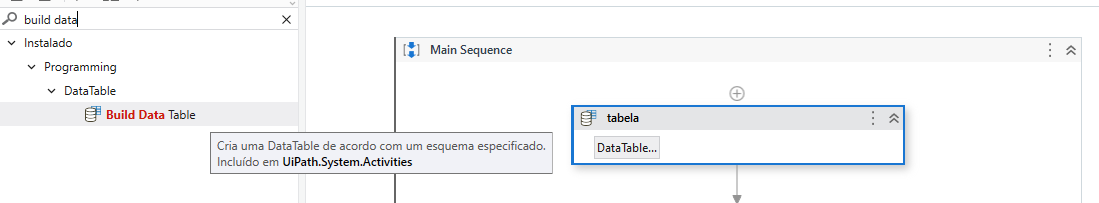 build data
Instalado
Programming
DataTable
Build Data Table
Cria uma DataTable de acordo com um esquema especificado.
Incluído em UiPath.System.Activities
Main Sequence
tabela
DataTable...